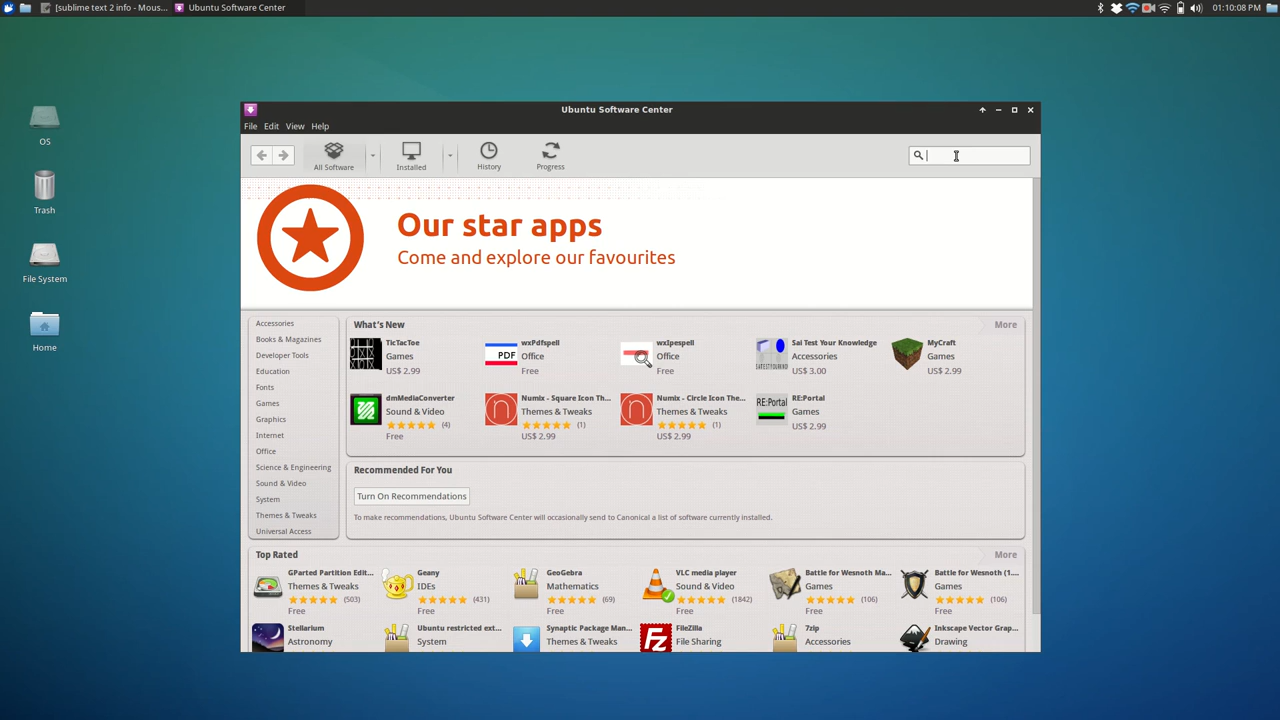 [sublime text 2 info - Mous...
Ubuntu Software Center
01:10:08 PM
OS
Trash
File System
Home
Ubuntu Software Center
File Edit View Help
All Software
Installed
History
Progress
Our star apps
Come and explore our favourites
Accessories
Books & Magazines
Developer Tools
Education
Fonts
Games
Graphics
Internet
Office
Science & Engineering
Sound & Video
System
Themes & Tweaks
Universal Access
What's New
More
TicTacToe
Games
US$ 2.99
PDF
wxPdfspell
Office
Free
wxIpespell
Office
Free
SAITESTYOURKNO
Sai Test Your Knowledge
Accessories
US$ 3.00
MyCraft
Games
US$ 2.99
dmMediaConverter
Sound & Video
(4)
Free
n
Numix - Square Icon Th...
Themes & Tweaks
(1)
US$ 2.99
n
Numix - Circle Icon The...
Themes & Tweaks
(1)
US$ 2.99
RE:Portal
RE:Portal
Games
US$ 2.99
Recommended For You
Turn On Recommendations
To make recommendations, Ubuntu Software Center will occasionally send to Canonical a list of software currently installed.
Top Rated
More
GParted Partition Edit...
Themes & Tweaks
(503)
Free
Geany
IDEs
(431)
Free
GeoGebra
Mathematics
(69)
Free
VLC media player
Sound & Video
(1842)
Free
Battle for Wesnoth Ma...
Games
(106)
Free
Battle for Wesnoth (1....
Games
(106)
Free
Stellarium
Astronomy
Ubuntu restricted ext...
System
Synaptic Package Man...
Themes & Tweaks
Fz
FileZilla
File Sharing
7zip
Accessories
Inkscape Vector Grap...
Drawing